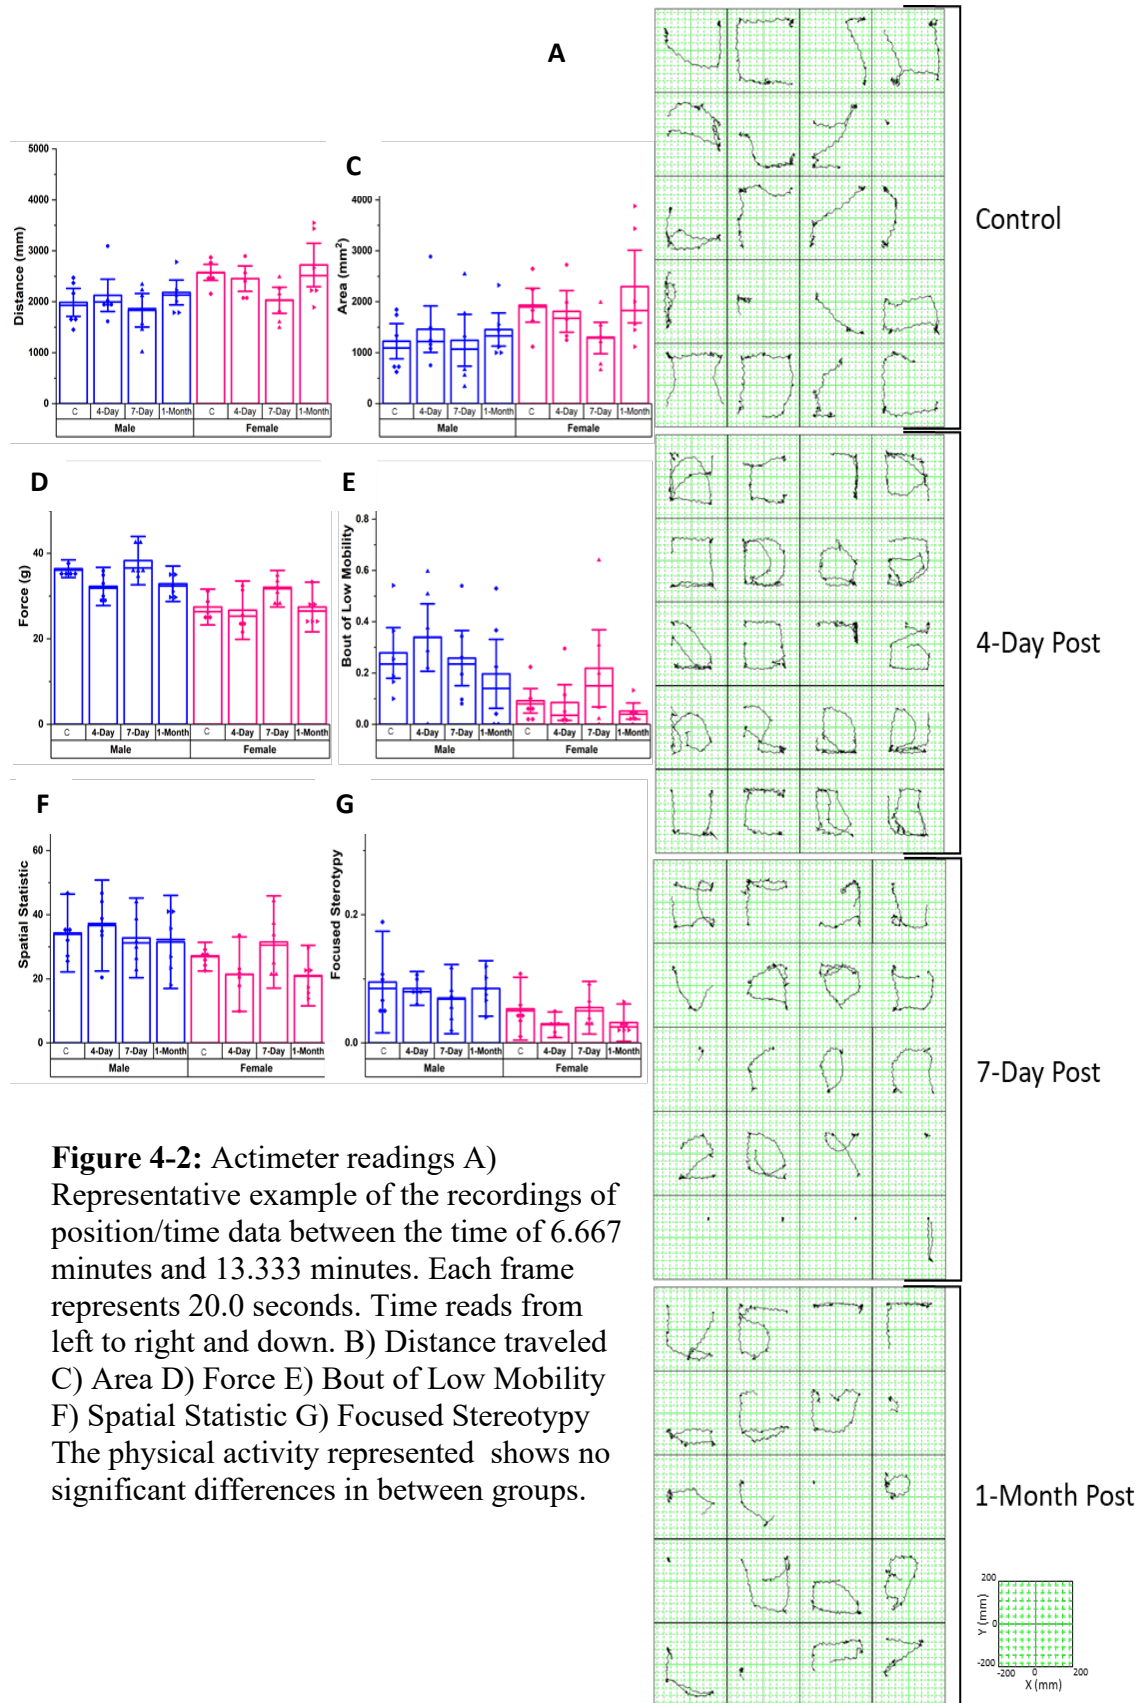 A
Control
4-Day Post
7-Day Post
1-Month Post
200
0
-200
Y (mm)
-200 0 200
X (mm)
5000
4000
3000
2000
1000
0
Distance (mm)
C 4-Day 7-Day 1-Month C 4-Day 7-Day 1-Month
Male Female
C
4000
3000
2000
1000
0
Area (mm²)
C 4-Day 7-Day 1-Month C 4-Day 7-Day 1-Month
Male Female
D
40
20
0
Force (g)
C 4-Day 7-Day 1-Month C 4-Day 7-Day 1-Month
Male Female
E
0.8
0.6
0.4
0.2
0.0
Bout of Low Mobility
C 4-Day 7-Day 1-Month C 4-Day 7-Day 1-Month
Male Female
F
60
40
20
0
Spatial Statistic
C 4-Day 7-Day 1-Month C 4-Day 7-Day 1-Month
Male Female
G
0.2
0.0
Focused Sterotypy
C 4-Day 7-Day 1-Month C 4-Day 7-Day 1-Month
Male Female
Figure 4-2: Actimeter readings A)
Representative example of the recordings of
position/time data between the time of 6.667
minutes and 13.333 minutes. Each frame
represents 20.0 seconds. Time reads from
left to right and down. B) Distance traveled
C) Area D) Force E) Bout of Low Mobility
F) Spatial Statistic G) Focused Stereotypy
The physical activity represented  shows no
significant differences in between groups.